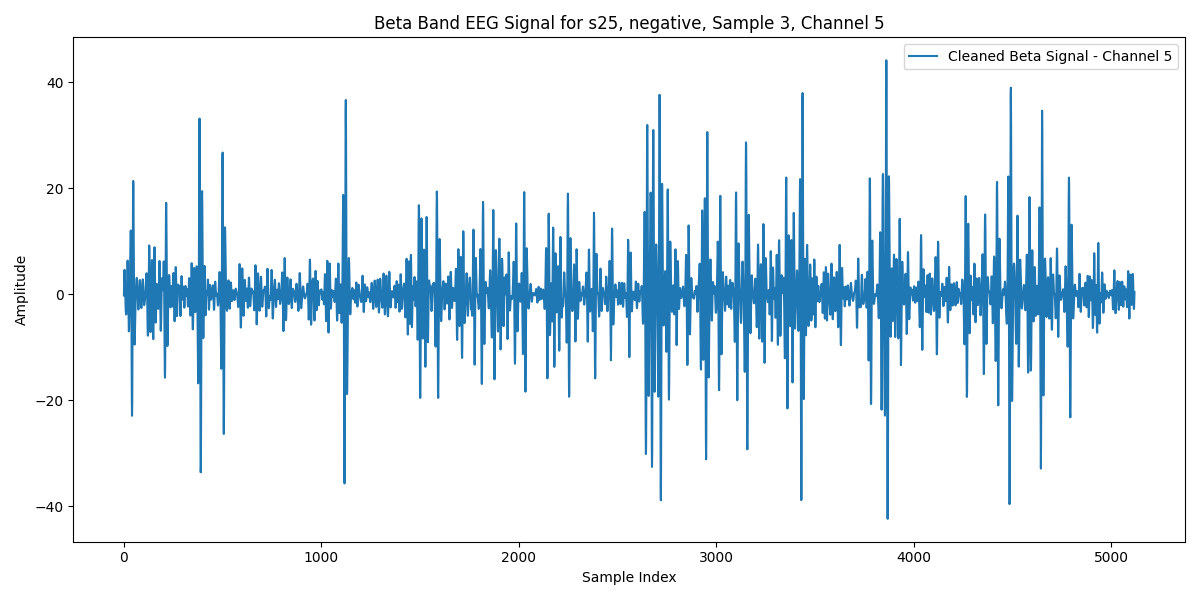 Beta Band EEG Signal for s25, negative, Sample 3, Channel 5
Cleaned Beta Signal - Channel 5
Amplitude
40
20
0
−20
−40
0 1000 2000 3000 4000 5000
Sample Index